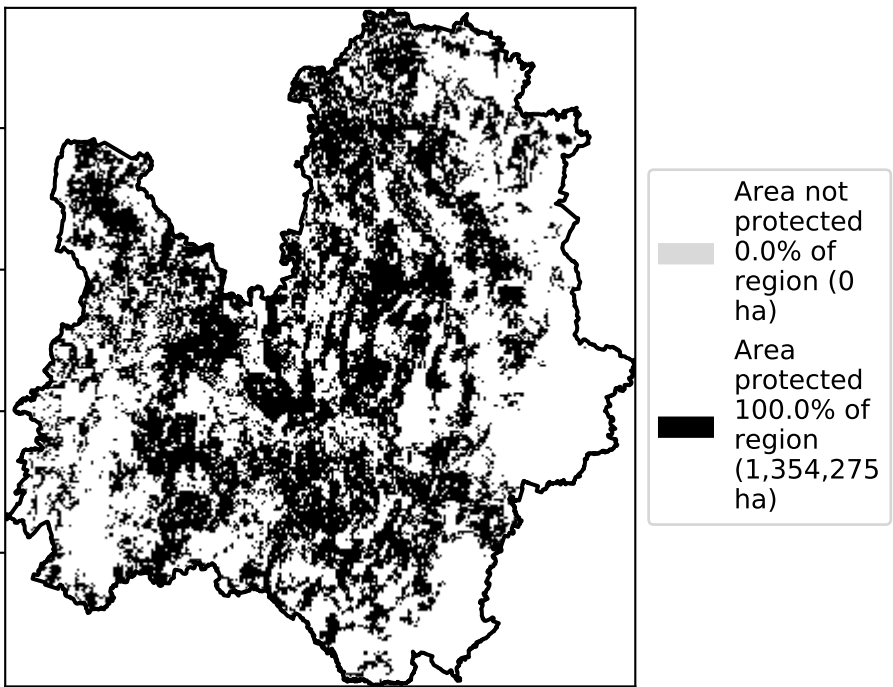 Area not
protected
0.0% of
region (0
ha)
Area
protected
100.0% of
region
(1,354,275
ha)